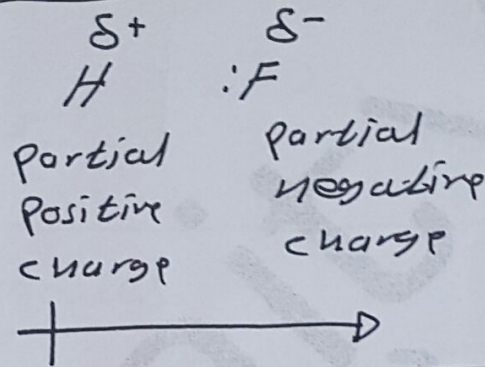 δ+ δ-
H :F
partial partial
positive negative
charge charge